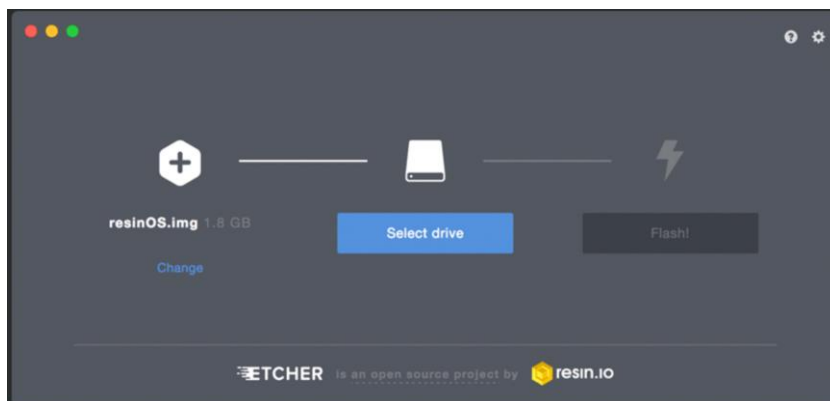 resinOS.img 1.8 GB
Change
Select drive
Flash!
ETCHER is an open source project by resin.io